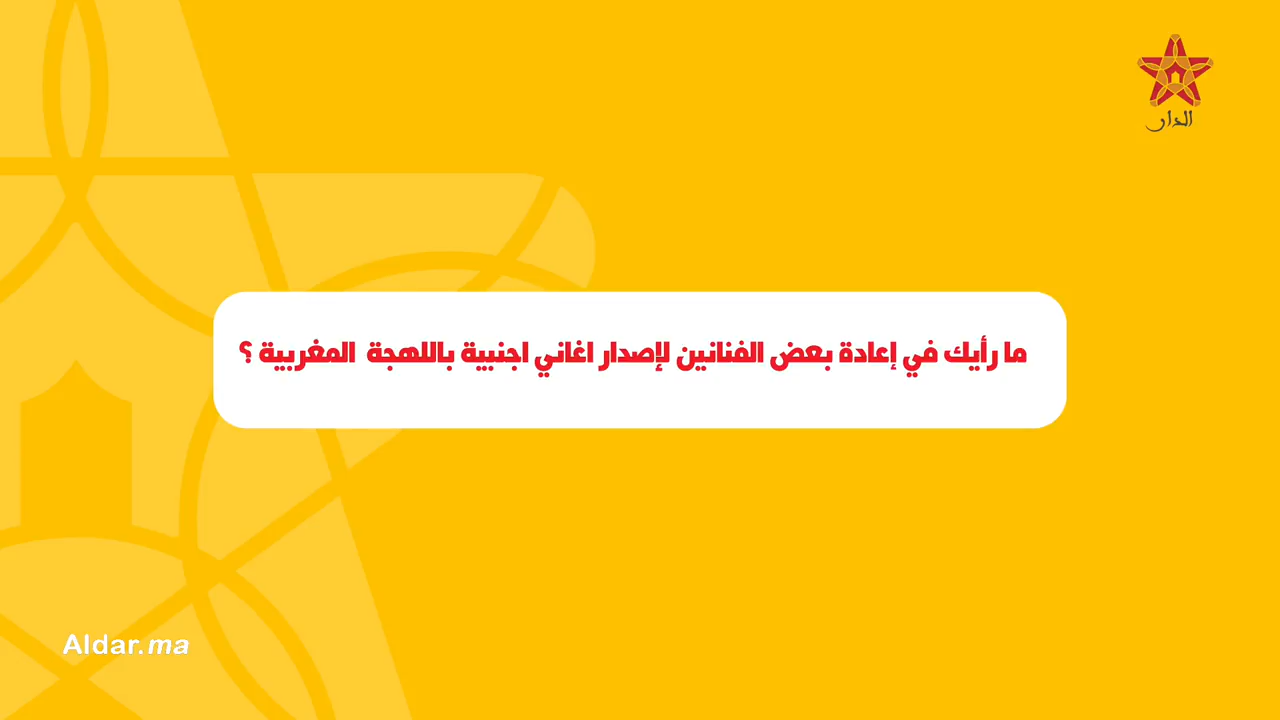 الدار
ما رأيك في إعادة بعض الفنانين لإصدار اغاني اجنبية باللهجة المغربية ؟
Aldar.ma